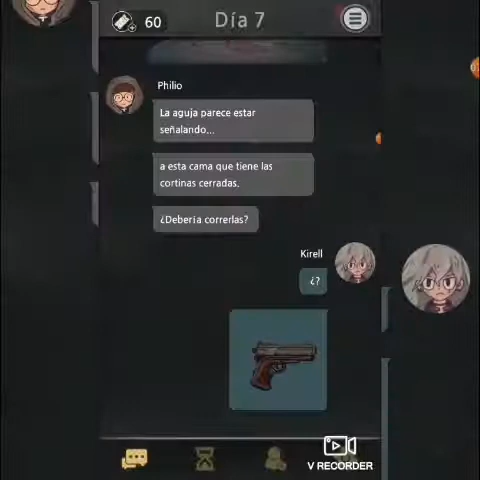 60
Día 7
Philio
La aguja parece estar
señalando...
a esta cama que tiene las
cortinas cerradas.
¿Debería correrlas?
Kirell
¿?
V RECORDER